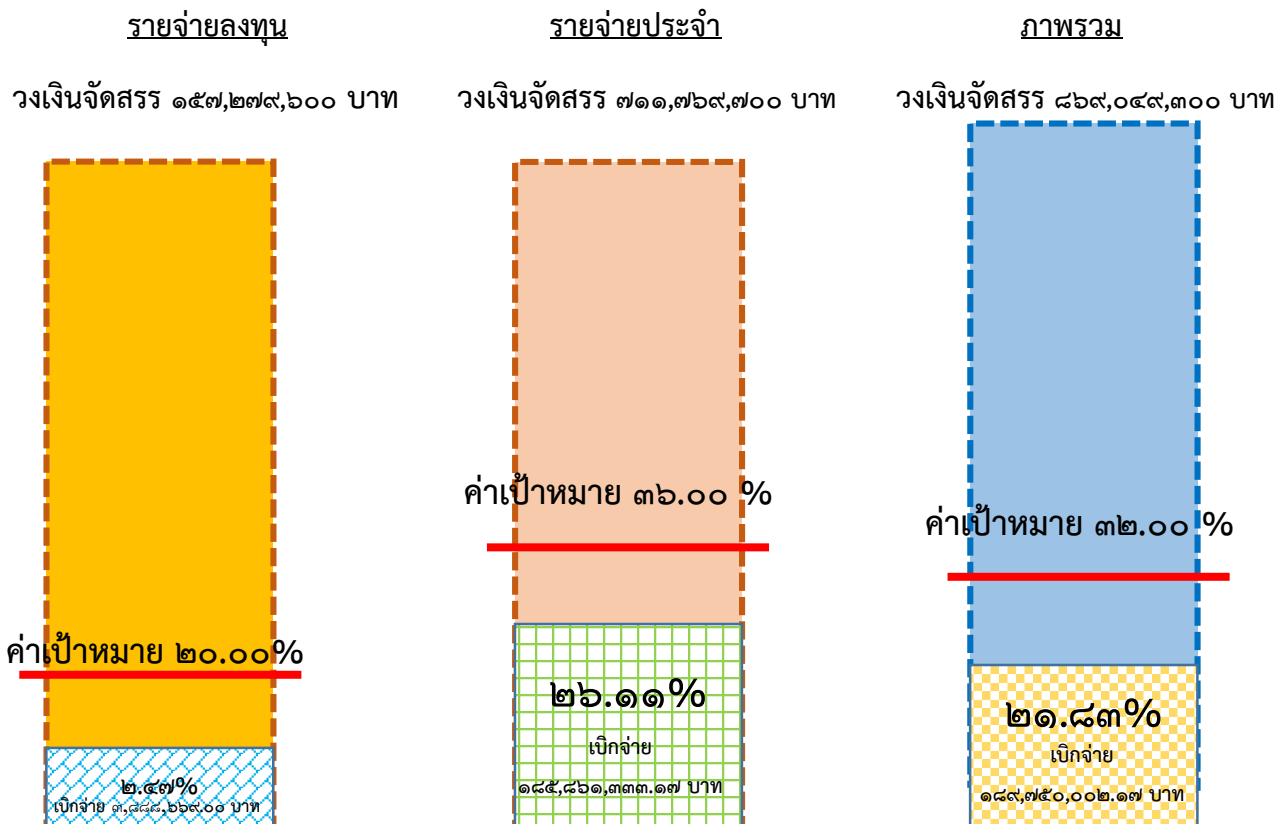 รายจ่ายลงทุน
วงเงินจัดสรร ๑๕๗,๒๗๙,๖๐๐ บาท
ค่าเป้าหมาย ๒๐.๐๐%
๒.๔๗%
เบิกจ่าย ๓,๘๘๘,๖๖๙.๐๐ บาท
รายจ่ายประจำ
วงเงินจัดสรร ๗๑๑,๗๖๙,๗๐๐ บาท
ค่าเป้าหมาย ๓๖.๐๐ %
๒๖.๑๑%
เบิกจ่าย
๑๘๕,๘๖๑,๓๓๓.๑๗ บาท
ภาพรวม
วงเงินจัดสรร ๘๖๙,๐๔๙,๓๐๐ บาท
ค่าเป้าหมาย ๓๒.๐๐ %
๒๑.๘๓%
เบิกจ่าย
๑๘๙,๗๕๐,๐๐๒.๑๗ บาท